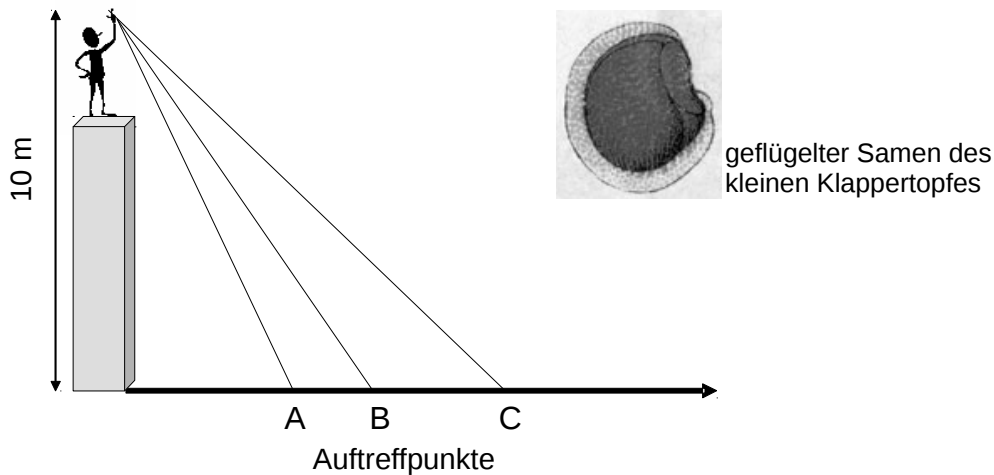 10 m
geflügelter Samen des
kleinen Klappertopfes
A B C
Auftreffpunkte